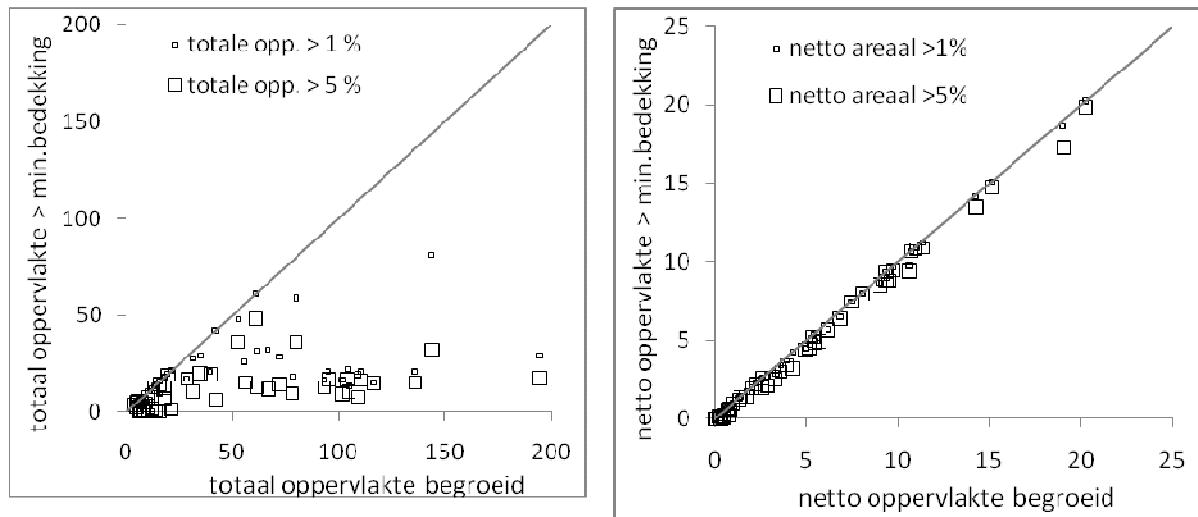 totaal oppervlakte > min.bedekking
200
150
100
50
0
totale opp. > 1 %
totale opp. > 5 %
0 50 100 150 200
totaal oppervlakte begroeid
netto oppervlakte > min.bedekking
25
20
15
10
5
0
netto areaal >1%
netto areaal >5%
0 5 10 15 20 25
netto oppervlakte begroeid